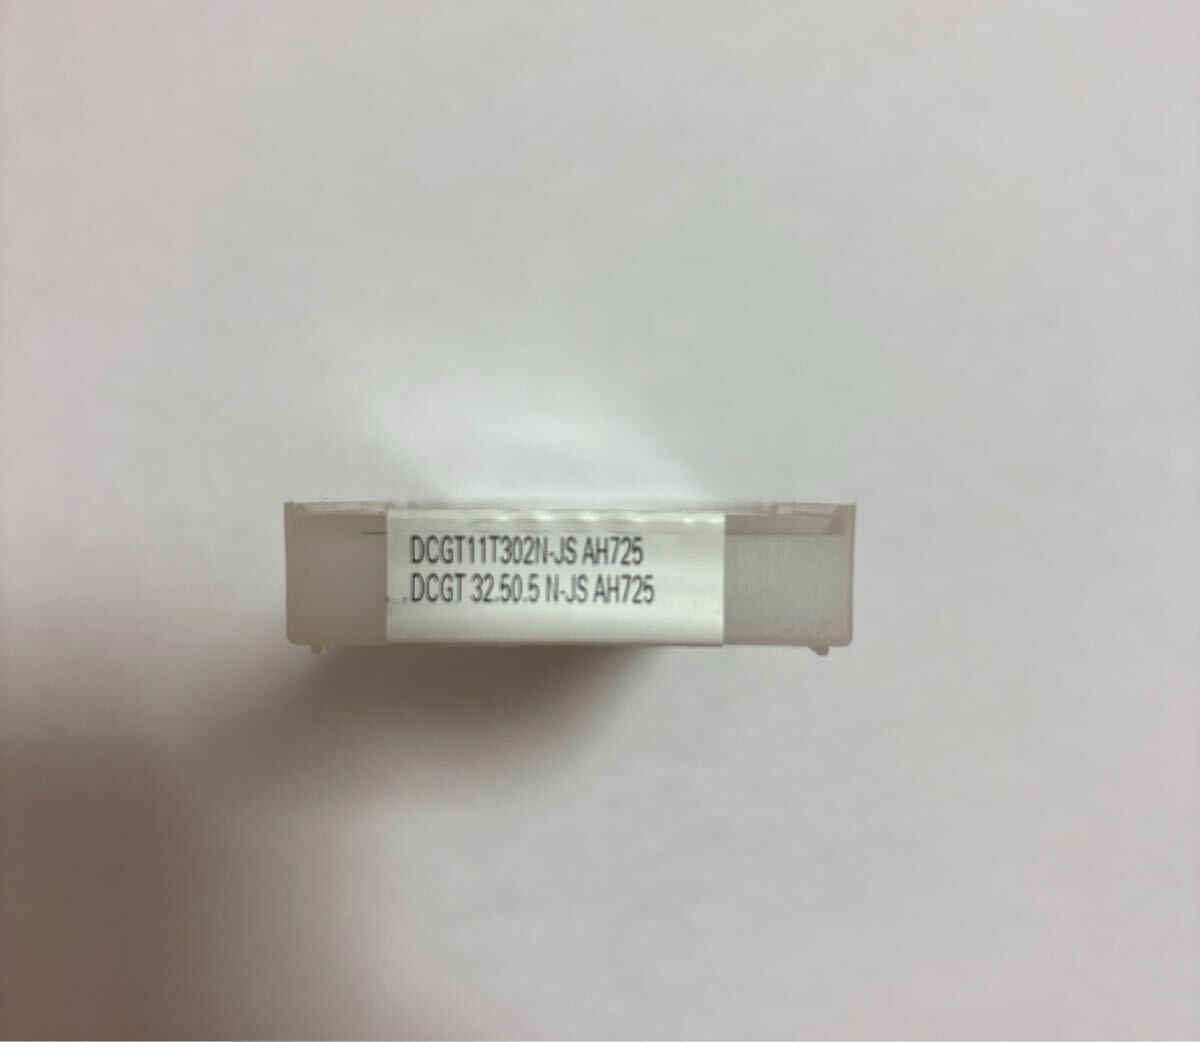 DCGT11T302N-JS AH725
DCGT 32.50.5 N-JS AH725